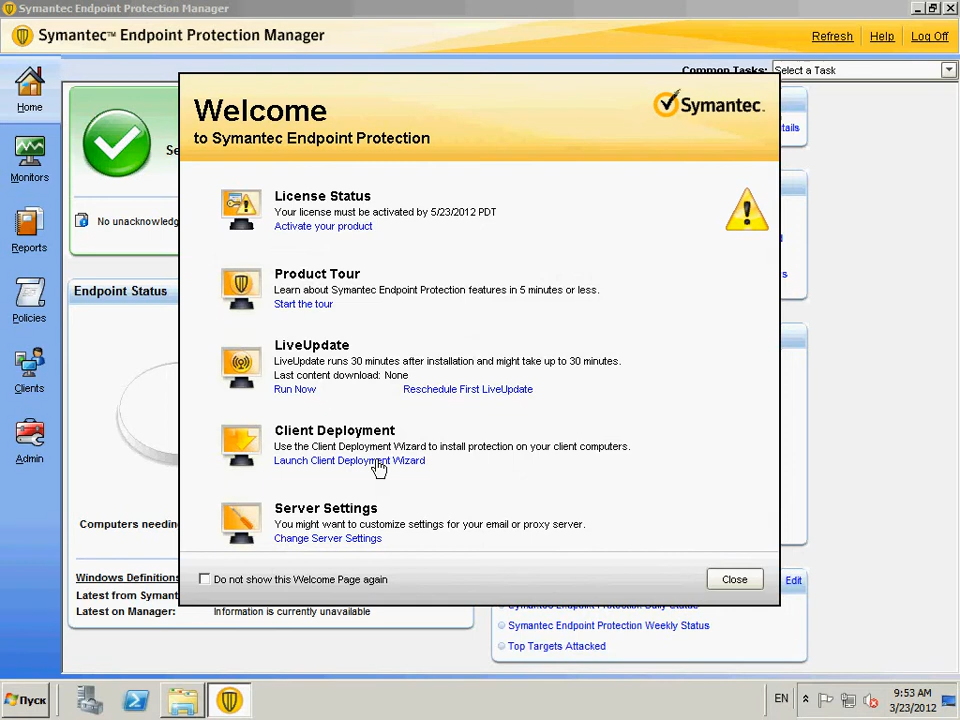 Symantec Endpoint Protection Manager
Symantec™ Endpoint Protection Manager
Refresh
Help
Log Off
Common Tasks:
Select a Task
Home
Monitors
Reports
Policies
Clients
Admin
No unacknowledg
Endpoint Status
Computers needin
Windows Definitions
Latest from Symant
Latest on Manager:
Information is currently unavailable
Welcome
to Symantec Endpoint Protection
Symantec.
License Status
Your license must be activated by 5/23/2012 PDT
Activate your product
Product Tour
Learn about Symantec Endpoint Protection features in 5 minutes or less.
Start the tour
LiveUpdate
LiveUpdate runs 30 minutes after installation and might take up to 30 minutes.
Last content download: None
Run Now
Reschedule First LiveUpdate
Client Deployment
Use the Client Deployment Wizard to install protection on your client computers.
Launch Client Deployment Wizard
Server Settings
You might want to customize settings for your email or proxy server.
Change Server Settings
Do not show this Welcome Page again
Close
Edit
Symantec Endpoint Protection Daily Status
Symantec Endpoint Protection Weekly Status
Top Targets Attacked
Пуск
EN
9:53 AM
3/23/2012